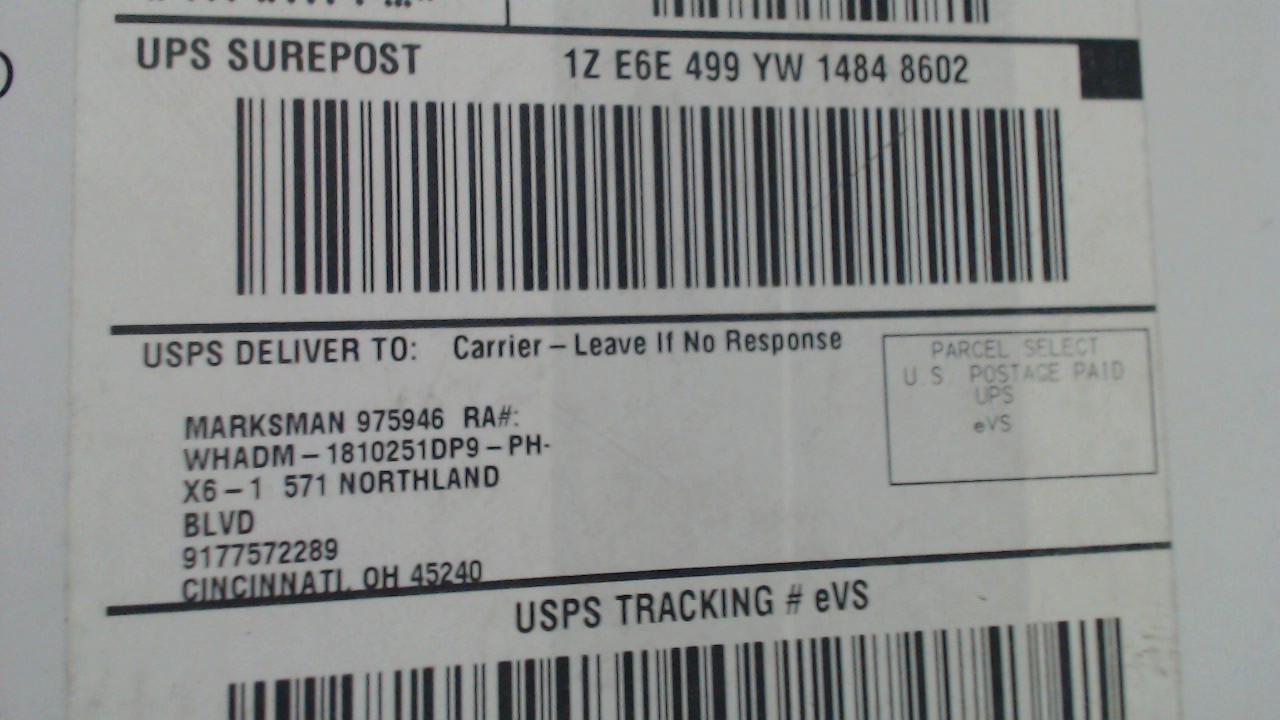 UPS SUREPOST 1Z E6E 499 YW 1484 8602
USPS DELIVER TO: Carrier – Leave If No Response
PARCEL SELECT
U.S. POSTAGE PAID
UPS
eVS
MARKSMAN 975946 RA#:
WHADM – 1810251DP9 – PH-
X6 – 1 571 NORTHLAND
BLVD
9177572289
CINCINNATI, OH 45240
USPS TRACKING # eVS